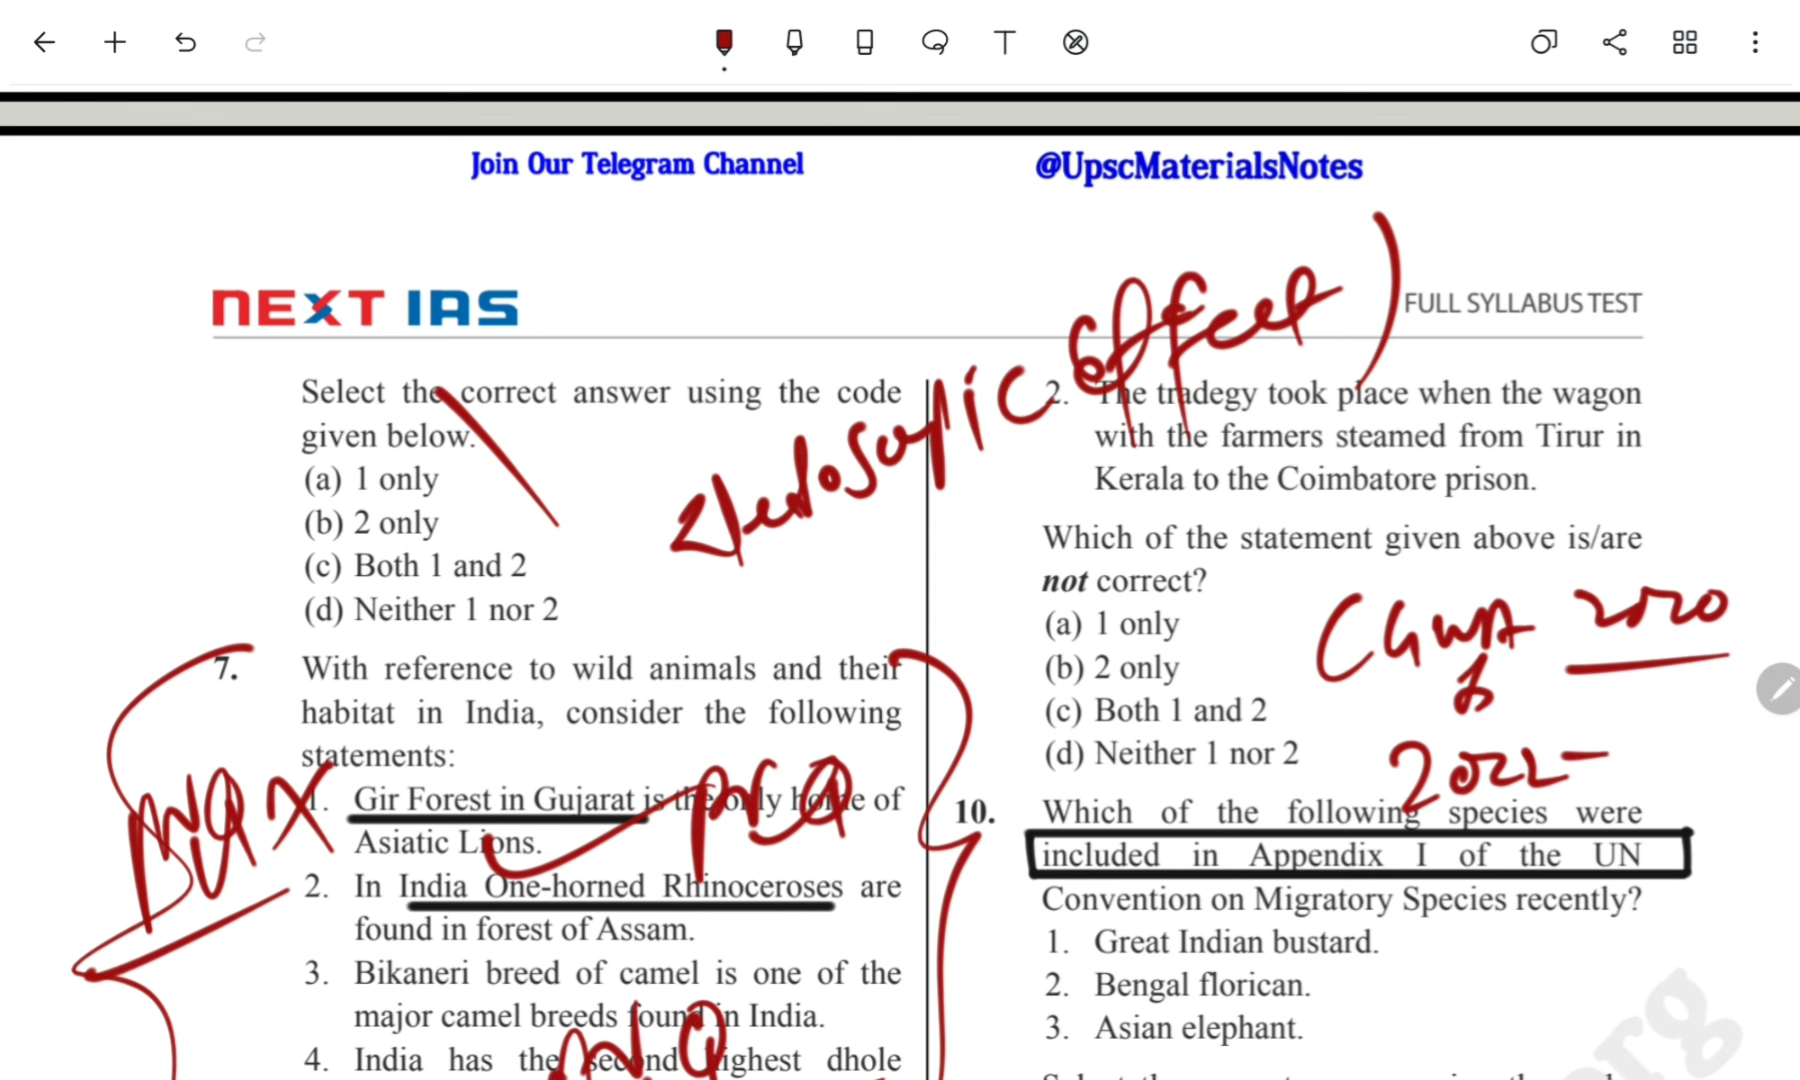 Join Our Telegram Channel
@UpscMaterialsNotes
NEXT IAS
FULL SYLLABUS TEST
Select the correct answer using the code
given below.
(a) 1 only
(b) 2 only
(c) Both 1 and 2
(d) Neither 1 nor 2
7. With reference to wild animals and their
habitat in India, consider the following
statements:
1. Gir Forest in Gujarat is the only home of
Asiatic Lions.
2. In India One-horned Rhinoceroses are
found in forest of Assam.
3. Bikaneri breed of camel is one of the
major camel breeds found in India.
4. India has the second highest dhole
2. The tradegy took place when the wagon
with the farmers steamed from Tirur in
Kerala to the Coimbatore prison.
Which of the statement given above is/are
not correct?
(a) 1 only
(b) 2 only
(c) Both 1 and 2
(d) Neither 1 nor 2
CGWA 2020
2022
10. Which of the following species were
included in Appendix I of the UN
Convention on Migratory Species recently?
1. Great Indian bustard.
2. Bengal florican.
3. Asian elephant.
effect)